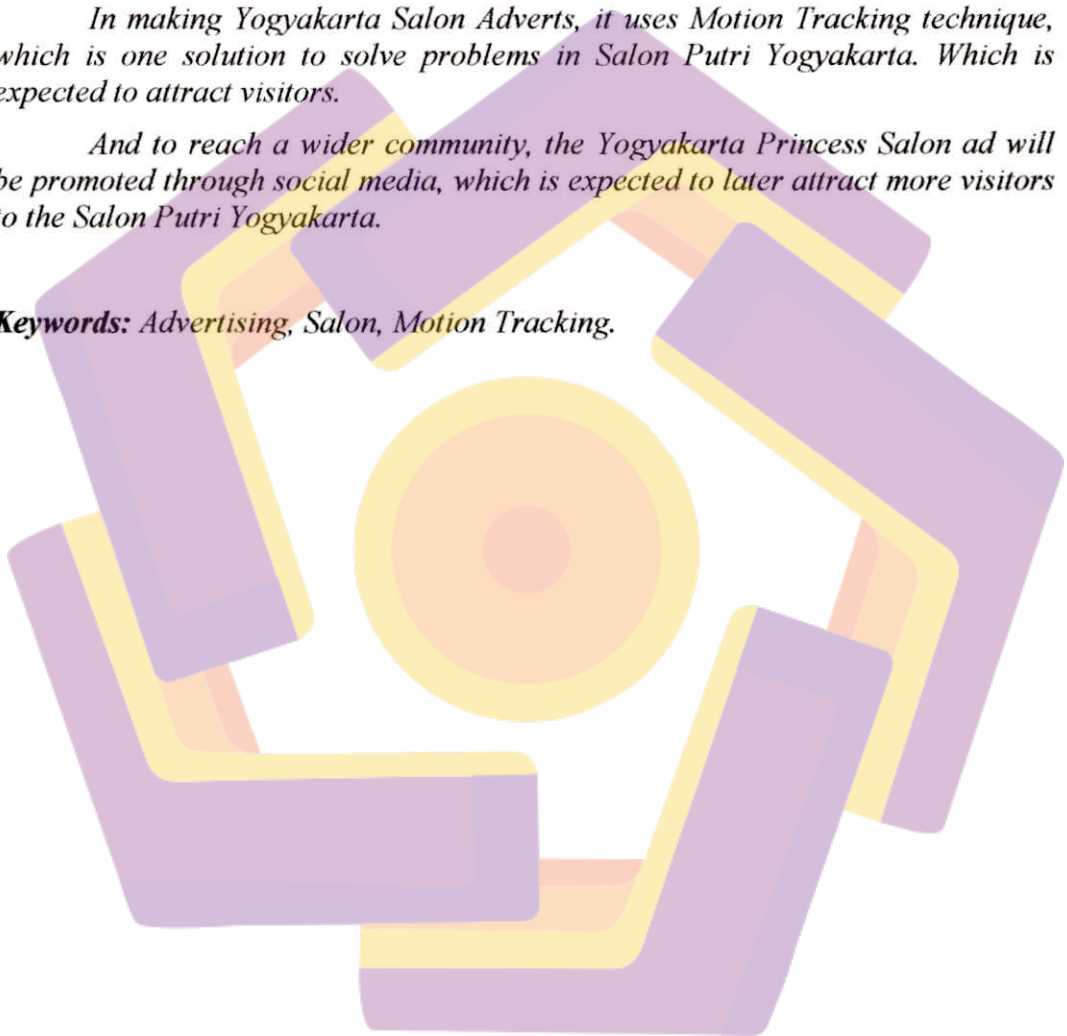 In making Yogyakarta Salon Adverts, it uses Motion Tracking technique,
which is one solution to solve problems in Salon Putri Yogyakarta. Which is
expected to attract visitors.
And to reach a wider community, the Yogyakarta Princess Salon ad will
be promoted through social media, which is expected to later attract more visitors
to the Salon Putri Yogyakarta.
Keywords: Advertising, Salon, Motion Tracking.